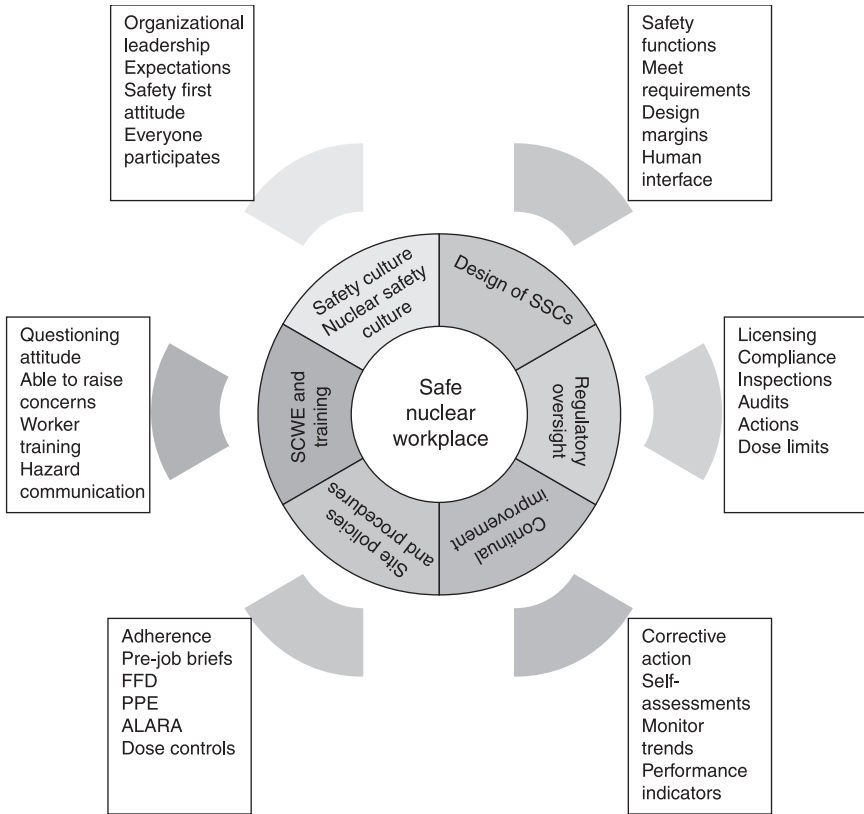 Organizational
leadership
Expectations
Safety first
attitude
Everyone
participates
Safety
functions
Meet
requirements
Design
margins
Human
interface
Safety culture
Nuclear safety
culture
Design of SSCs
Questioning
attitude
Able to raise
concerns
Worker
training
Hazard
communication
SCWE and
training
Safe
nuclear
workplace
Regulatory
oversight
Licensing
Compliance
Inspections
Audits
Actions
Dose limits
Site policies
and procedures
Continual
improvement
Adherence
Pre-job briefs
FFD
PPE
ALARA
Dose controls
Corrective
action
Self-
assessments
Monitor
trends
Performance
indicators